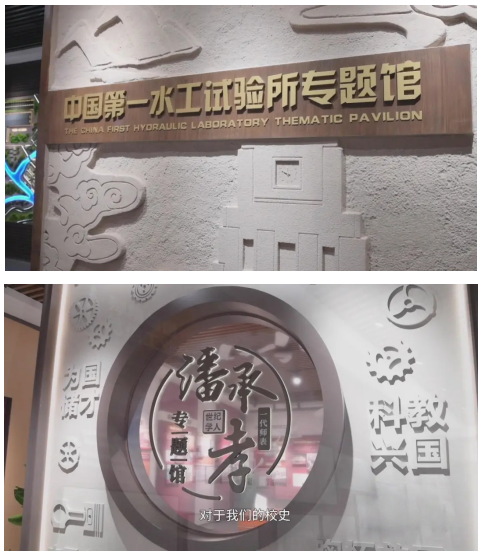 中国第一水工试验所专题馆
THE CHINA FIRST HYDRAULIC LABORATORY THEMATIC PAVILION
为国
储才
潘承孝
世纪
学人
一代师表
专题馆
科教
兴国
对于我们的校史